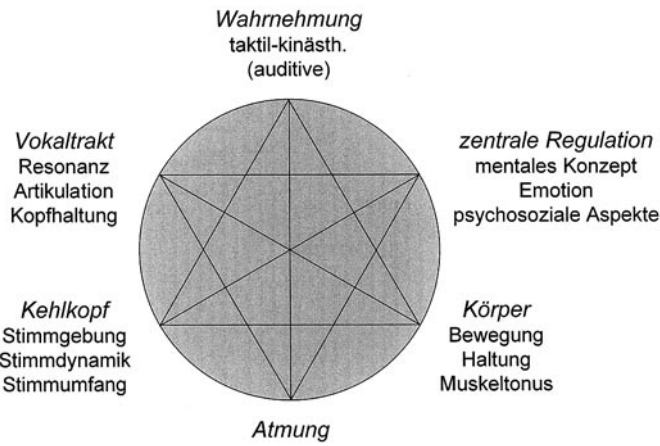 Wahrnehmung
taktil-kinästh.
(auditive)
Vokaltrakt
Resonanz
Artikulation
Kopfhaltung
zentrale Regulation
mentales Konzept
Emotion
psychosoziale Aspekte
Kehlkopf
Stimmgebung
Stimmdynamik
Stimmumfang
Körper
Bewegung
Haltung
Muskeltonus
Atmung